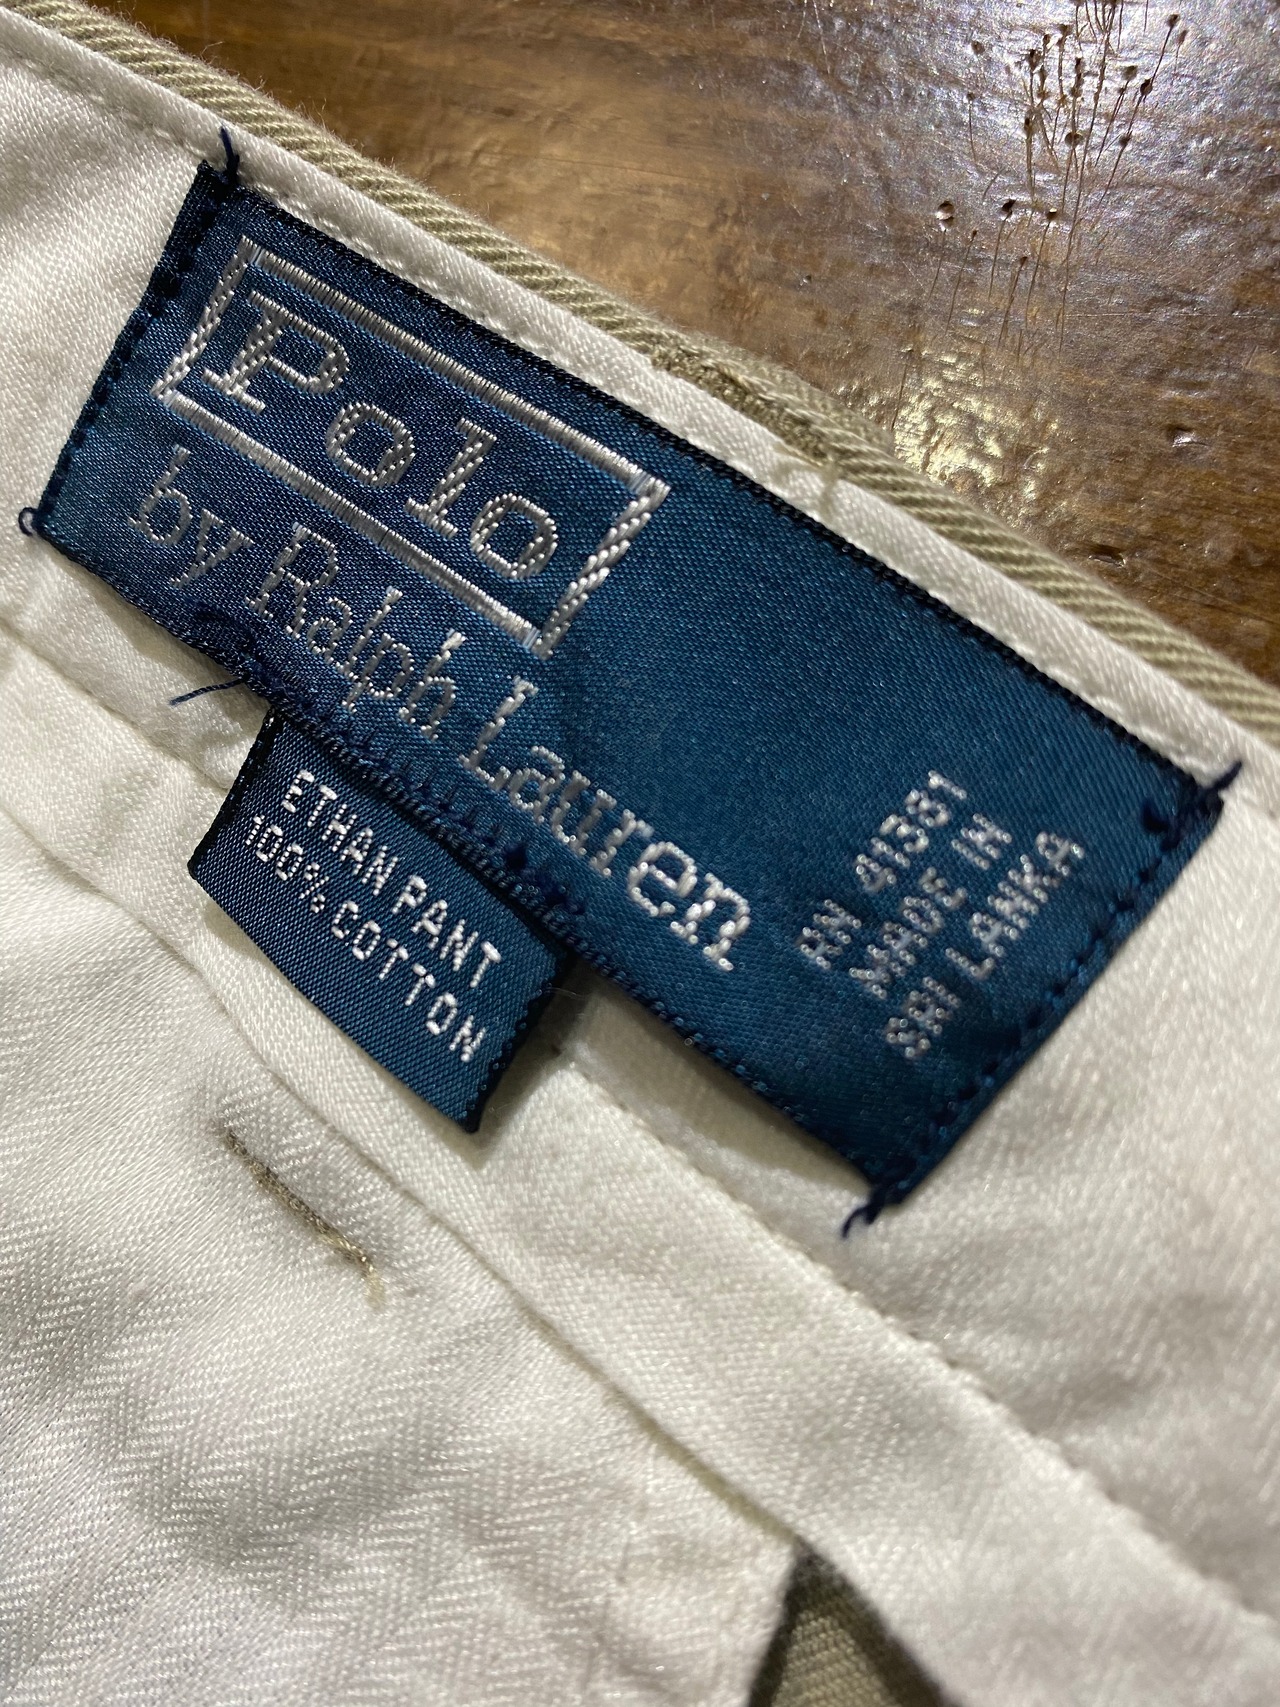 Polo
by Ralph Lauren
RN 41381
MADE IN
SRI LANKA
ETHAN PANT
100% COTTON